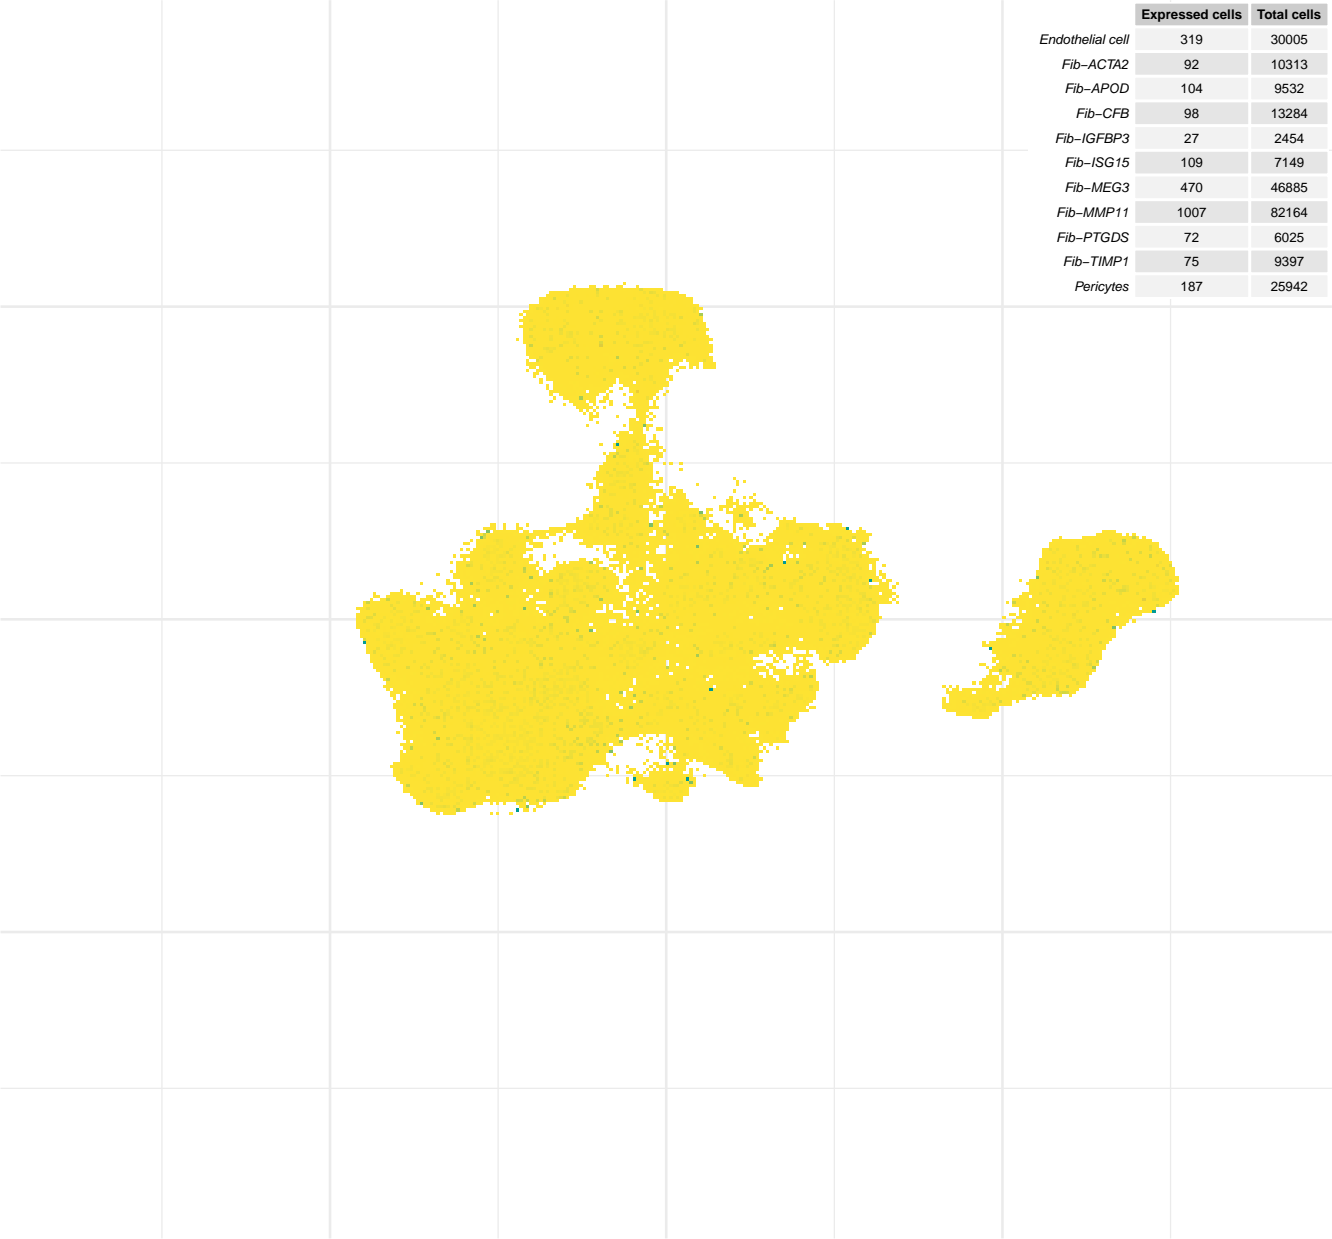 Expressed cells Total cells
Endothelial cell 319 30005
Fib−ACTA2 92 10313
Fib−APOD 104 9532
Fib−CFB 98 13284
Fib−IGFBP3 27 2454
Fib−ISG15 109 7149
Fib−MEG3 470 46885
Fib−MMP11 1007 82164
Fib−PTGDS 72 6025
Fib−TIMP1 75 9397
Pericytes 187 25942